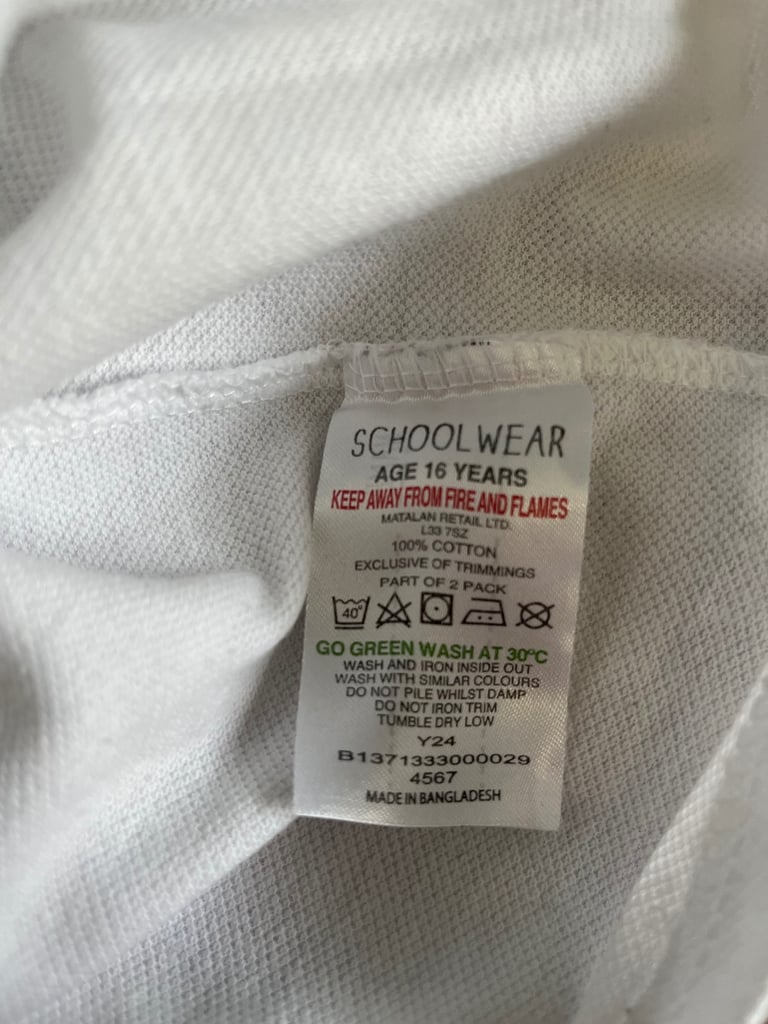 SCHOOLWEAR
AGE 16 YEARS
KEEP AWAY FROM FIRE AND FLAMES
MATALAN RETAIL LTD.
L33 7SZ
100% COTTON
EXCLUSIVE OF TRIMMINGS
PART OF 2 PACK
40°
GO GREEN WASH AT 30ºC
WASH AND IRON INSIDE OUT
WASH WITH SIMILAR COLOURS
DO NOT PILE WHILST DAMP
DO NOT IRON TRIM
TUMBLE DRY LOW
Y24
B1371333000029
4567
MADE IN BANGLADESH